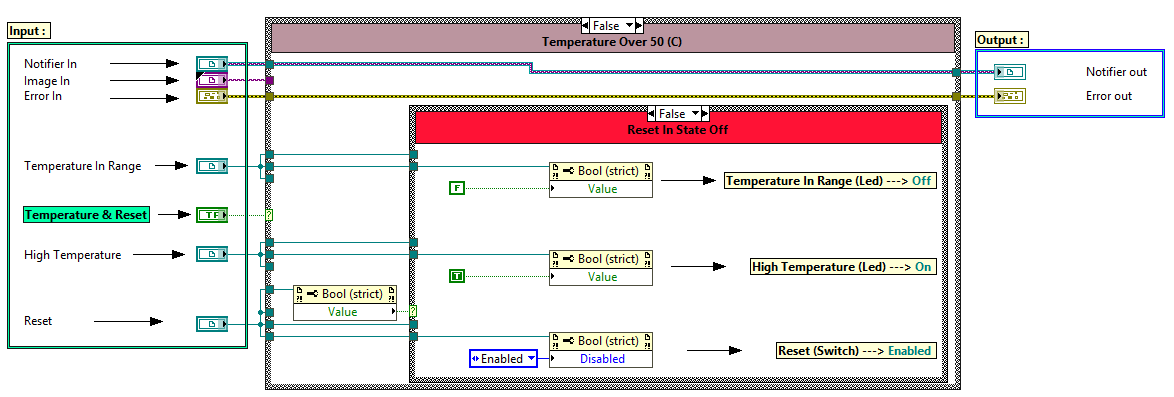 Input :
Notifier In
Image In
Error In
Temperature In Range
Temperature & Reset
TF
High Temperature
Reset
False
Temperature Over 50 (C)
?
Bool (strict)
Value
?
False
Reset In State Off
Bool (strict)
F
Value
Temperature In Range (Led) ---> Off
Bool (strict)
T
Value
High Temperature (Led) ---> On
Bool (strict)
Enabled
Disabled
Reset (Switch) ---> Enabled
Output :
Notifier out
Error out